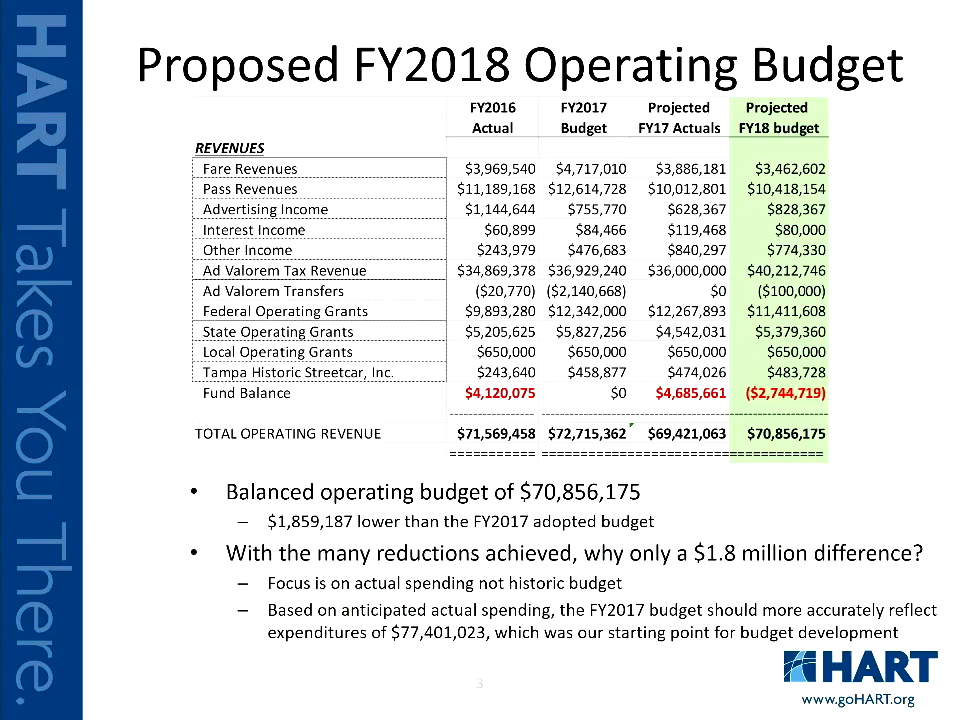 HART Takes You There.
Proposed FY2018 Operating Budget
FY2016 FY2017 Projected Projected
Actual Budget FY17 Actuals FY18 budget
REVENUES
Fare Revenues $3,969,540 $4,717,010 $3,886,181 $3,462,602
Pass Revenues $11,189,168 $12,614,728 $10,012,801 $10,418,154
Advertising Income $1,144,644 $755,770 $628,367 $828,367
Interest Income $60,899 $84,466 $119,468 $80,000
Other Income $243,979 $476,683 $840,297 $774,330
Ad Valorem Tax Revenue $34,869,378 $36,929,240 $36,000,000 $40,212,746
Ad Valorem Transfers ($20,770) ($2,140,668) $0 ($100,000)
Federal Operating Grants $9,893,280 $12,342,000 $12,267,893 $11,411,608
State Operating Grants $5,205,625 $5,827,256 $4,542,031 $5,379,360
Local Operating Grants $650,000 $650,000 $650,000 $650,000
Tampa Historic Streetcar, Inc. $243,640 $458,877 $474,026 $483,728
Fund Balance $4,120,075 $0 $4,685,661 ($2,744,719)
TOTAL OPERATING REVENUE $71,569,458 $72,715,362 $69,421,063 $70,856,175
• Balanced operating budget of $70,856,175
– $1,859,187 lower than the FY2017 adopted budget
• With the many reductions achieved, why only a $1.8 million difference?
– Focus is on actual spending not historic budget
– Based on anticipated actual spending, the FY2017 budget should more accurately reflect
expenditures of $77,401,023, which was our starting point for budget development
3
HART
www.goHART.org